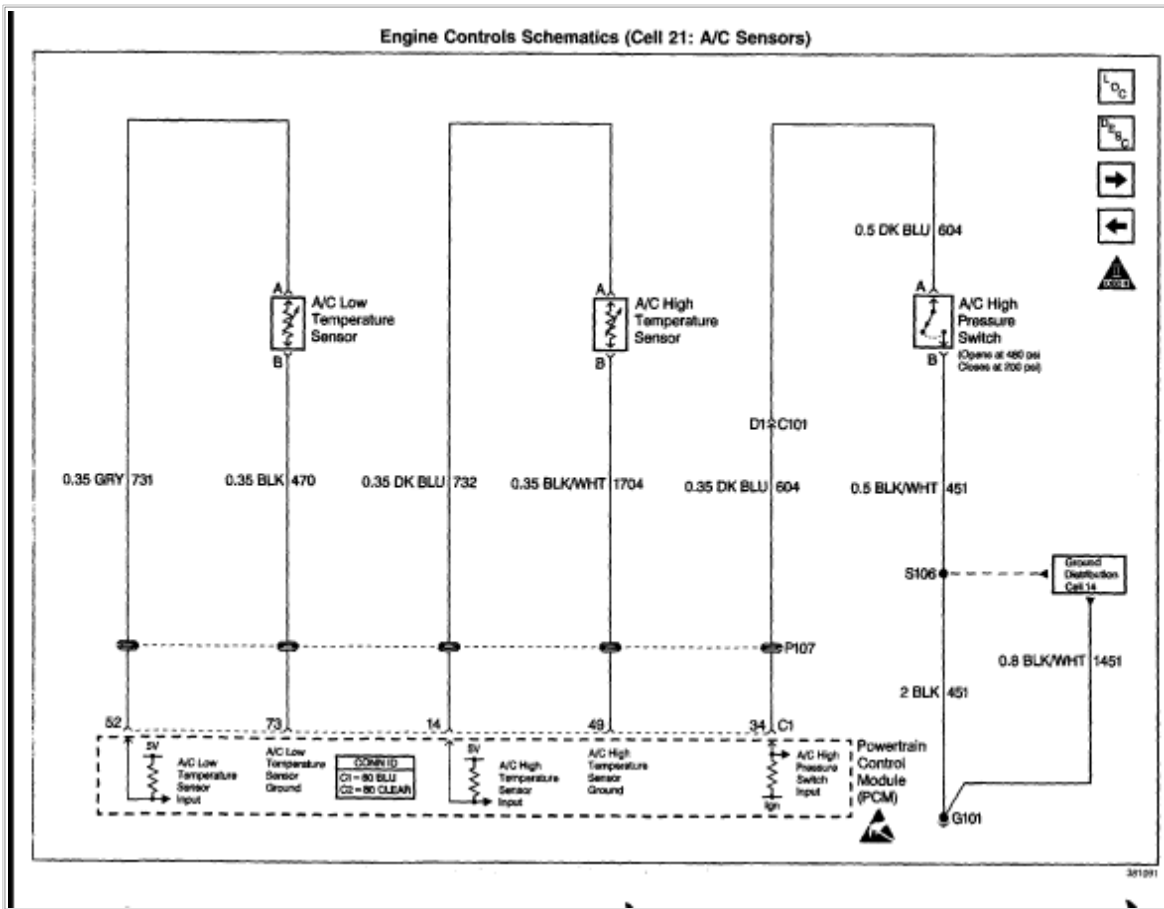 Engine Controls Schematics (Cell 21: A/C Sensors)
L O C
D E S C
0.5 DK BLU 604
A
A/C Low
Temperature
Sensor
B
A
A/C High
Temperature
Sensor
B
A
A/C High
Pressure
Switch
(Opens at 480 psi
Closes at 200 psi)
B
D1 C101
0.35 GRY 731
0.35 BLK 470
0.35 DK BLU 732
0.35 BLK/WHT 1704
0.35 DK BLU 604
0.5 BLK/WHT 451
S106
Ground
Distribution
Cell 14
P107
0.8 BLK/WHT 1451
2 BLK 451
52
73
14
49
34 C1
5V
A/C Low
Temperature
Sensor
Input
A/C Low
Temperature
Sensor
Ground
CONN ID
C1 = 80 BLU
C2 = 80 CLEAR
5V
A/C High
Temperature
Sensor
Input
A/C High
Temperature
Sensor
Ground
A/C High
Pressure
Switch
Input
Ign
Powertrain
Control
Module
(PCM)
G101
381091